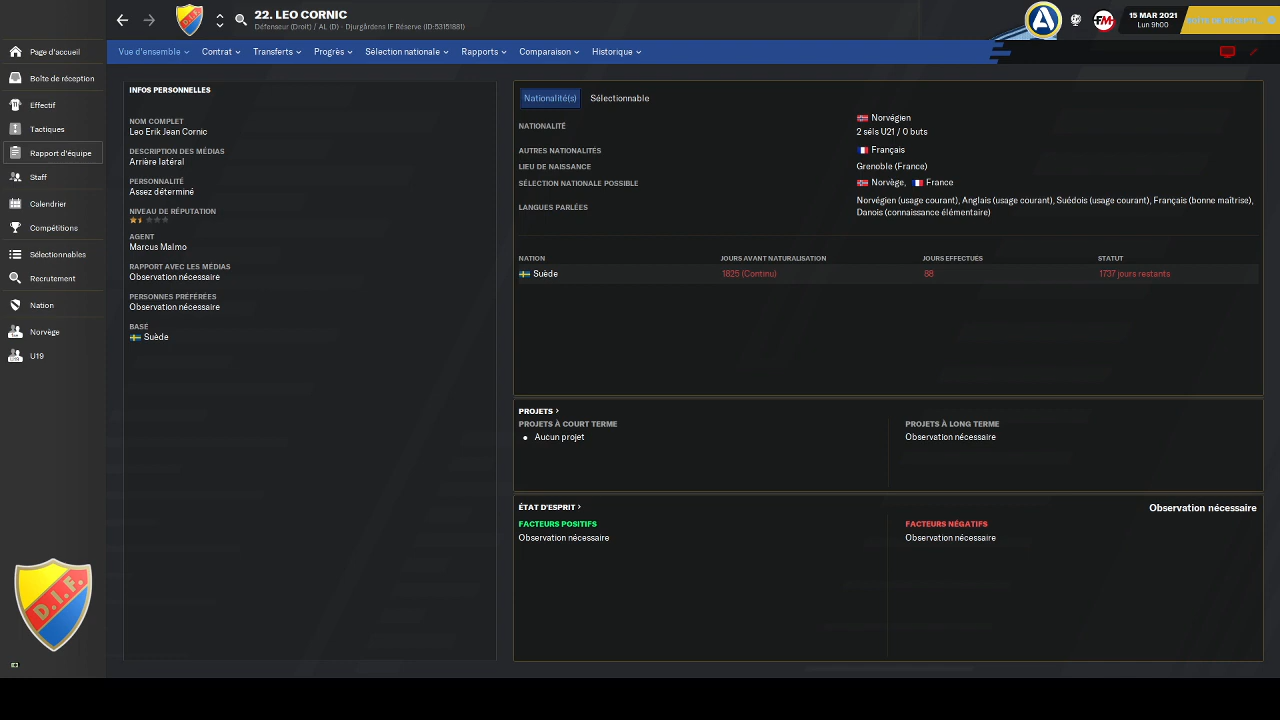 22. LEO CORNIC
Défenseur (Droit) / AL (D) - Djurgårdens IF Réserve (ID:53151881)
15 MAR 2021
Lun 9h00
Page d'accueil
Boîte de réception
Effectif
Tactiques
Rapport d'équipe
Staff
Calendrier
Compétitions
Sélectionnables
Recrutement
Nation
Norvège
U19
D.I.F.
Vue d'ensemble
Contrat
Transferts
Progrès
Sélection nationale
Rapports
Comparaison
Historique
INFOS PERSONNELLES
NOM COMPLET
Leo Erik Jean Cornic
DESCRIPTION DES MÉDIAS
Arrière latéral
PERSONNALITÉ
Assez déterminé
NIVEAU DE RÉPUTATION
AGENT
Marcus Malmo
RAPPORT AVEC LES MÉDIAS
Observation nécessaire
PERSONNES PRÉFÉRÉES
Observation nécessaire
BASÉ
Suède
Nationalité(s) Sélectionnable
NATIONALITÉ Norvégien
2 séls U21 / 0 buts
AUTRES NATIONALITÉS Français
LIEU DE NAISSANCE Grenoble (France)
SÉLECTION NATIONALE POSSIBLE Norvège, France
LANGUES PARLÉES Norvégien (usage courant), Anglais (usage courant), Suédois (usage courant), Français (bonne maîtrise),
Danois (connaissance élémentaire)
NATION JOURS AVANT NATURALISATION JOURS EFFECTUES STATUT
Suède 1825 (Continu) 88 1737 jours restants
PROJETS >
PROJETS À COURT TERME
Aucun projet
PROJETS À LONG TERME
Observation nécessaire
ÉTAT D'ESPRIT > Observation nécessaire
FACTEURS POSITIFS
Observation nécessaire
FACTEURS NÉGATIFS
Observation nécessaire